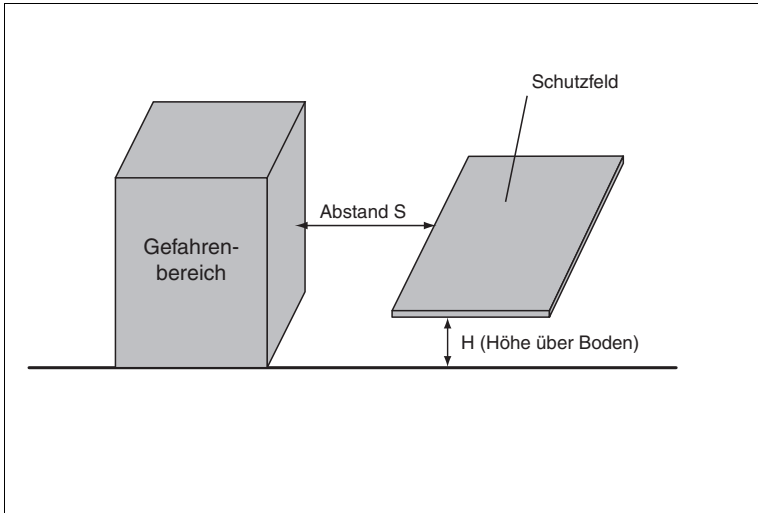 Schutzfeld
Abstand S
Gefahren-
bereich
H (Höhe über Boden)